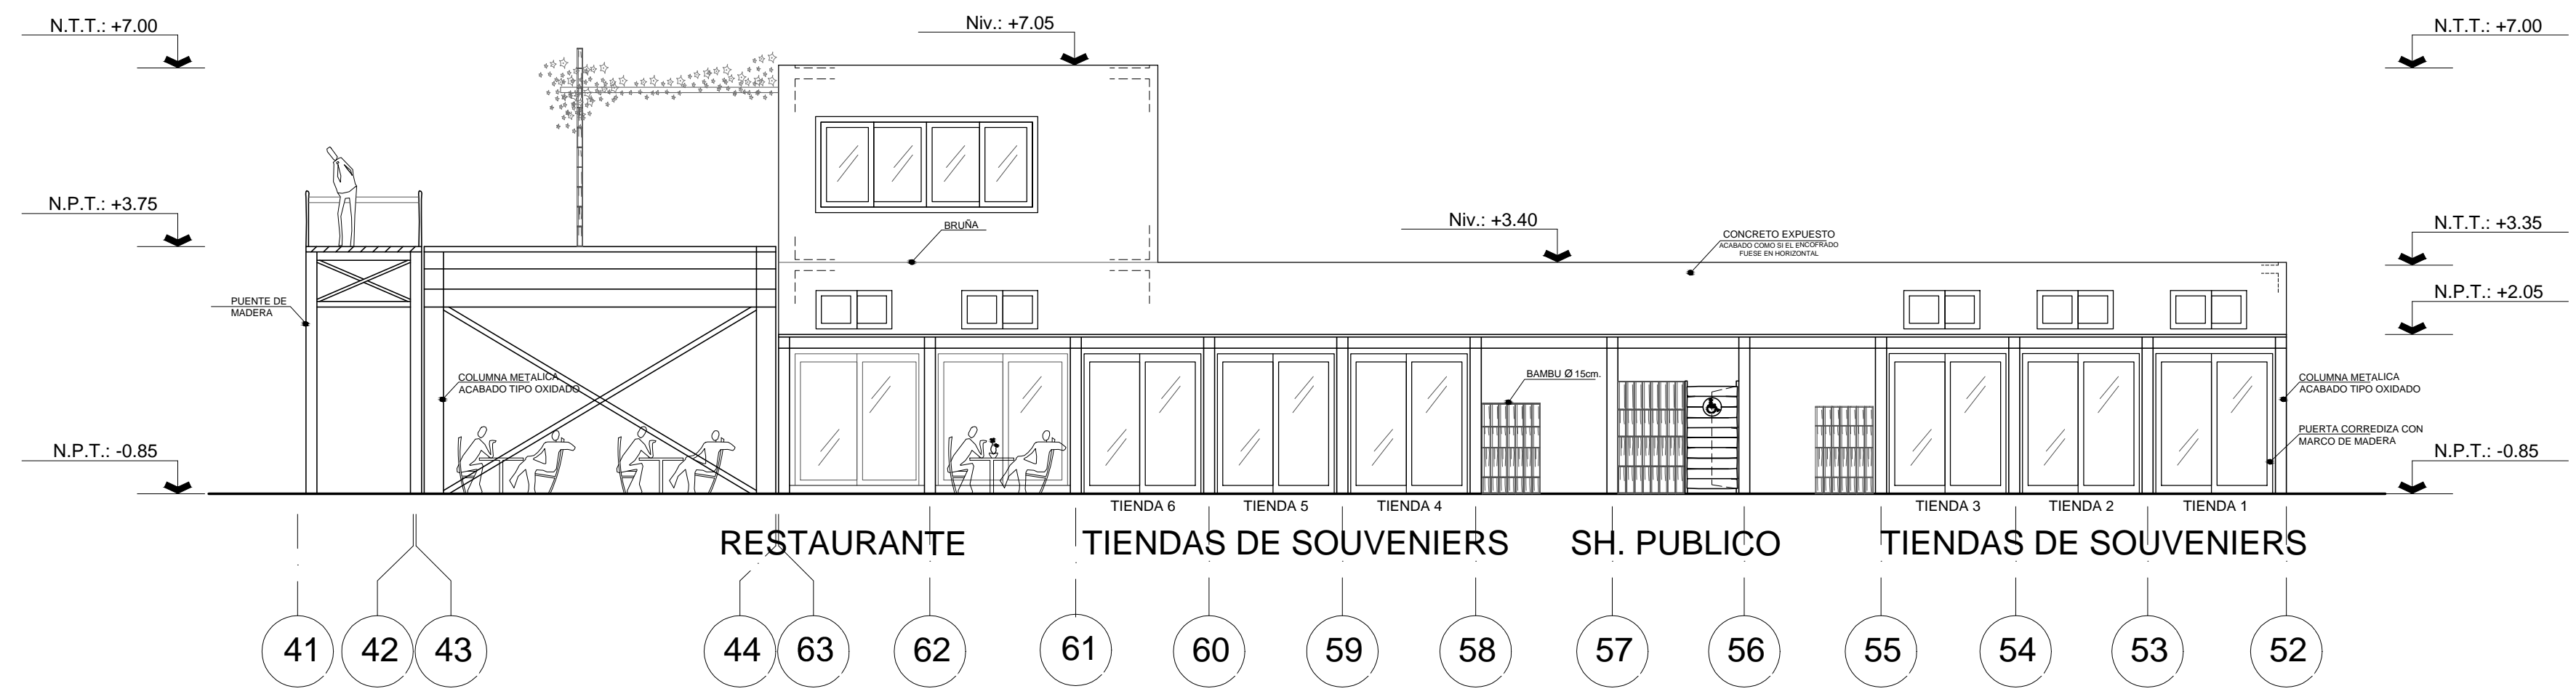 N.T.T.: +7.00
Niv.: +7.05
N.T.T.: +7.00
N.P.T.: +3.75
BRUÑA
Niv.: +3.40
CONCRETO EXPUESTO
ACABADO COMO SI EL ENCOFRADO
FUESE EN HORIZONTAL
N.T.T.: +3.35
PUENTE DE
MADERA
N.P.T.: +2.05
COLUMNA METALICA
ACABADO TIPO OXIDADO
BAMBU Ø 15cm.
COLUMNA METALICA
ACABADO TIPO OXIDADO
PUERTA CORREDIZA CON
MARCO DE MADERA
N.P.T.: -0.85
N.P.T.: -0.85
TIENDA 6
TIENDA 5
TIENDA 4
TIENDA 3
TIENDA 2
TIENDA 1
RESTAURANTE
TIENDAS DE SOUVENIERS
SH. PUBLICO
TIENDAS DE SOUVENIERS
41
42
43
44
63
62
61
60
59
58
57
56
55
54
53
52